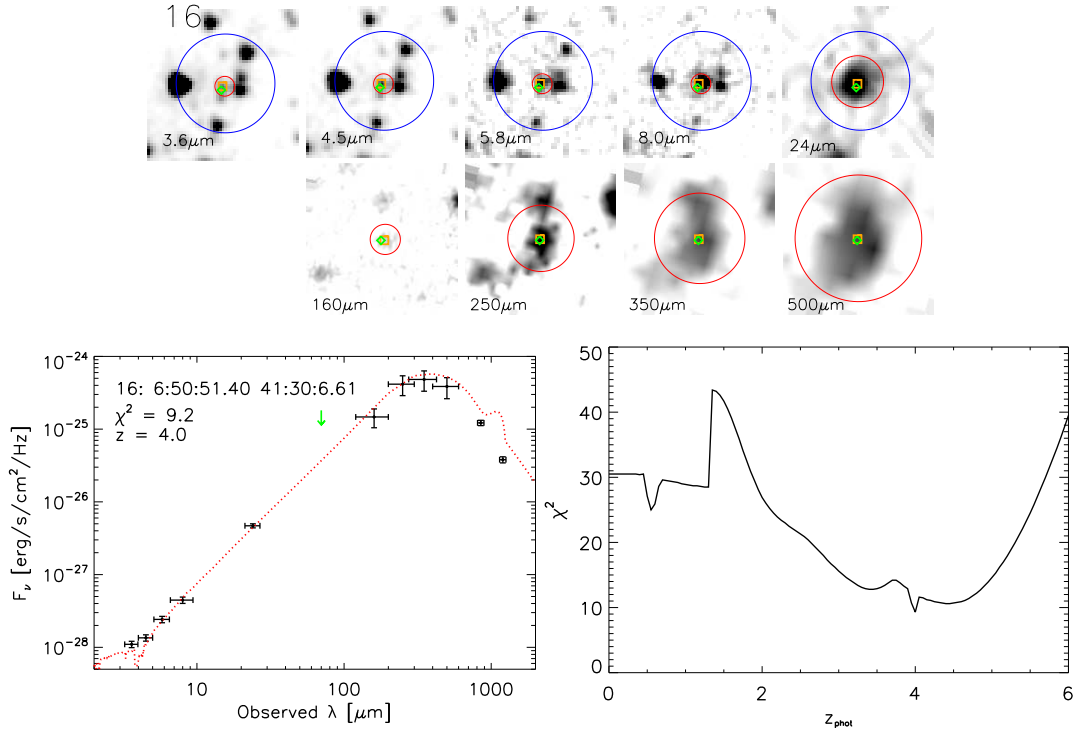 16
3.6μm
4.5μm
5.8μm
8.0μm
24μm
160μm
250μm
350μm
500μm
16: 6:50:51.40 41:30:6.61
χ² = 9.2
z = 4.0
F_ν [erg/s/cm²/Hz]
10⁻²⁴
10⁻²⁵
10⁻²⁶
10⁻²⁷
10⁻²⁸
10 100 1000
Observed λ [μm]
χ²
50
40
30
20
10
0
0 2 4 6
z_phot